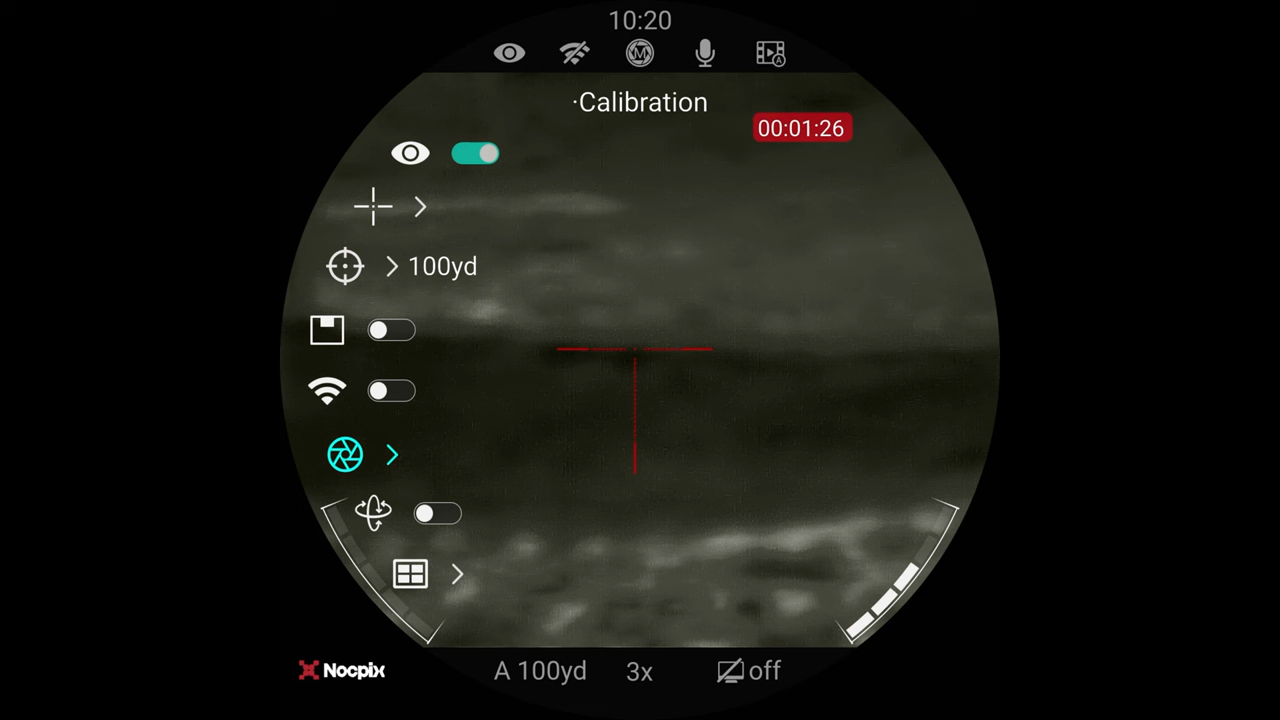 10:20
·Calibration
00:01:26
100yd
Nocpix
A 100yd
3x
off